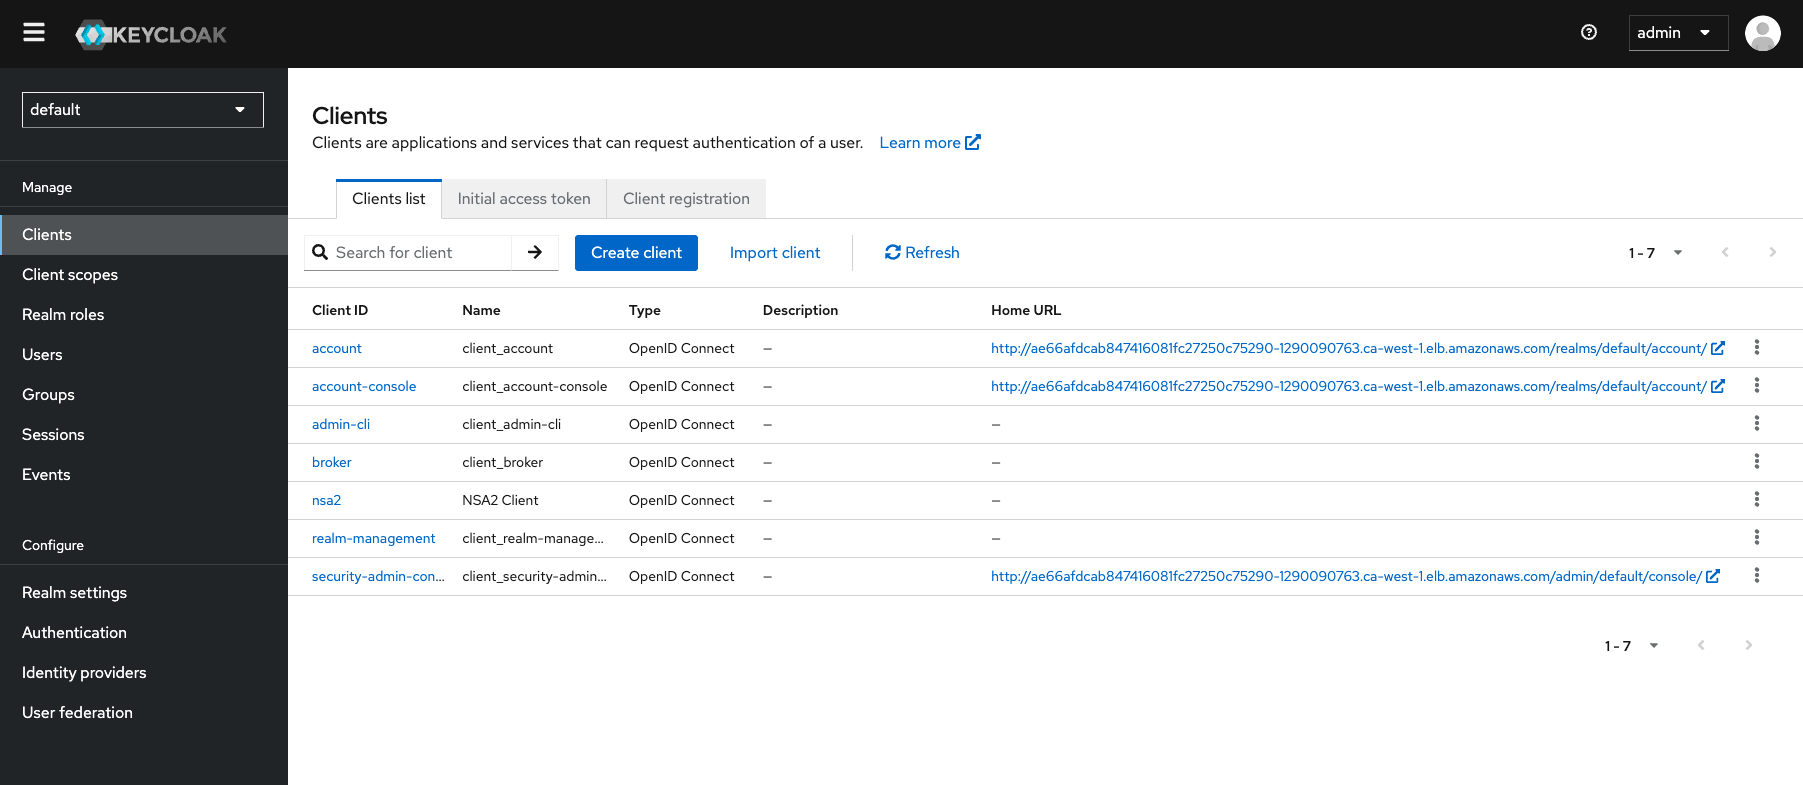 KEYCLOAK
admin
default
Manage
Clients
Client scopes
Realm roles
Users
Groups
Sessions
Events
Configure
Realm settings
Authentication
Identity providers
User federation
Clients
Clients are applications and services that can request authentication of a user. Learn more
Clients list Initial access token Client registration
Search for client Create client Import client Refresh 1 - 7
Client ID Name Type Description Home URL
account client_account OpenID Connect – http://ae66afdcab847416081fc27250c75290-1290090763.ca-west-1.elb.amazonaws.com/realms/default/account/
account-console client_account-console OpenID Connect – http://ae66afdcab847416081fc27250c75290-1290090763.ca-west-1.elb.amazonaws.com/realms/default/account/
admin-cli client_admin-cli OpenID Connect – –
broker client_broker OpenID Connect – –
nsa2 NSA2 Client OpenID Connect – –
realm-management client_realm-manage... OpenID Connect – –
security-admin-con... client_security-admin... OpenID Connect – http://ae66afdcab847416081fc27250c75290-1290090763.ca-west-1.elb.amazonaws.com/admin/default/console/
1 - 7